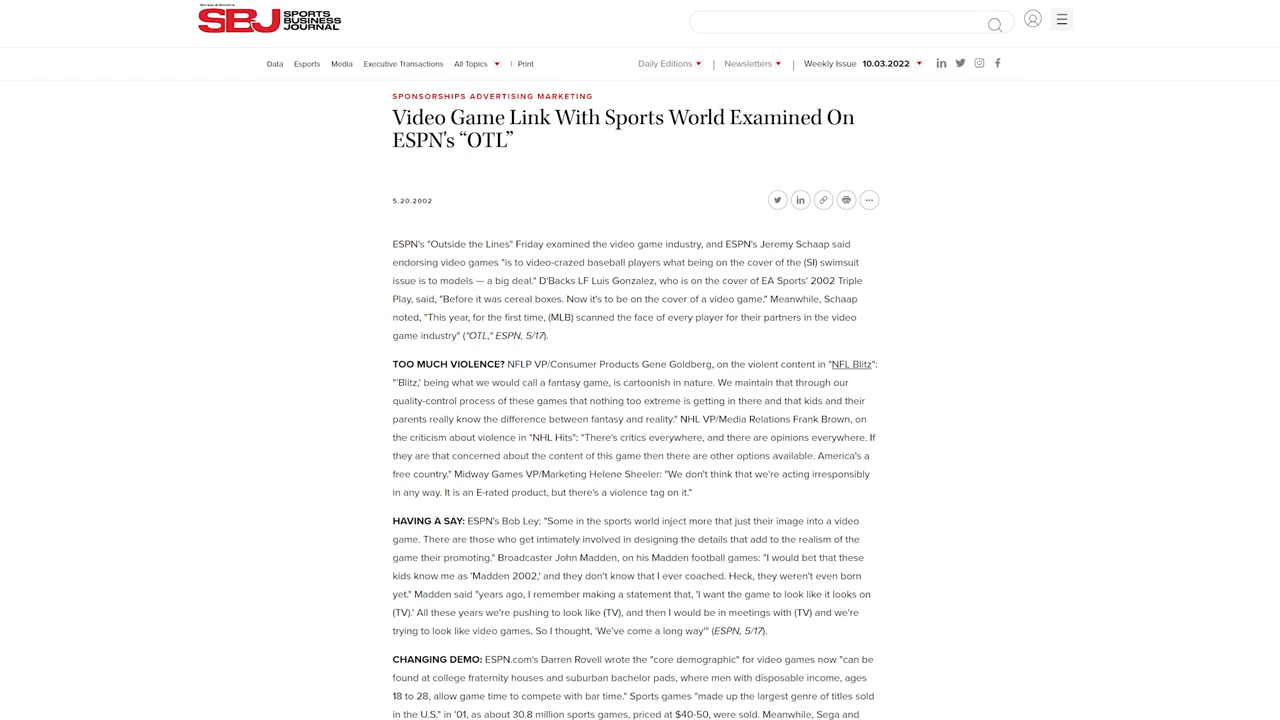 Street & Smith's
SBJ SPORTS BUSINESS JOURNAL
Data Esports Media Executive Transactions All Topics | Print Daily Editions | Newsletters | Weekly Issue 10.03.2022
SPONSORSHIPS ADVERTISING MARKETING
Video Game Link With Sports World Examined On
ESPN's “OTL”
5.20.2002
ESPN's "Outside the Lines" Friday examined the video game industry, and ESPN's Jeremy Schaap said
endorsing video games "is to video-crazed baseball players what being on the cover of the (SI) swimsuit
issue is to models — a big deal." D'Backs LF Luis Gonzalez, who is on the cover of EA Sports' 2002 Triple
Play, said, "Before it was cereal boxes. Now it's to be on the cover of a video game." Meanwhile, Schaap
noted, "This year, for the first time, (MLB) scanned the face of every player for their partners in the video
game industry" ("OTL," ESPN, 5/17).
TOO MUCH VIOLENCE? NFLP VP/Consumer Products Gene Goldberg, on the violent content in "NFL Blitz":
"'Blitz,' being what we would call a fantasy game, is cartoonish in nature. We maintain that through our
quality-control process of these games that nothing too extreme is getting in there and that kids and their
parents really know the difference between fantasy and reality." NHL VP/Media Relations Frank Brown, on
the criticism about violence in "NHL Hits": "There's critics everywhere, and there are opinions everywhere. If
they are that concerned about the content of this game then there are other options available. America's a
free country." Midway Games VP/Marketing Helene Sheeler: "We don't think that we're acting irresponsibly
in any way. It is an E-rated product, but there's a violence tag on it."
HAVING A SAY: ESPN's Bob Ley: "Some in the sports world inject more that just their image into a video
game. There are those who get intimately involved in designing the details that add to the realism of the
game their promoting." Broadcaster John Madden, on his Madden football games: "I would bet that these
kids know me as 'Madden 2002,' and they don't know that I ever coached. Heck, they weren't even born
yet." Madden said "years ago, I remember making a statement that, 'I want the game to look like it looks on
(TV).' All these years we're pushing to look like (TV), and then I would be in meetings with (TV) and we're
trying to look like video games. So I thought, 'We've come a long way'" (ESPN, 5/17).
CHANGING DEMO: ESPN.com's Darren Rovell wrote the "core demographic" for video games now "can be
found at college fraternity houses and suburban bachelor pads, where men with disposable income, ages
18 to 28, allow game time to compete with bar time." Sports games "made up the largest genre of titles sold
in the U.S." in '01, as about 30.8 million sports games, priced at $40-50, were sold. Meanwhile, Sega and